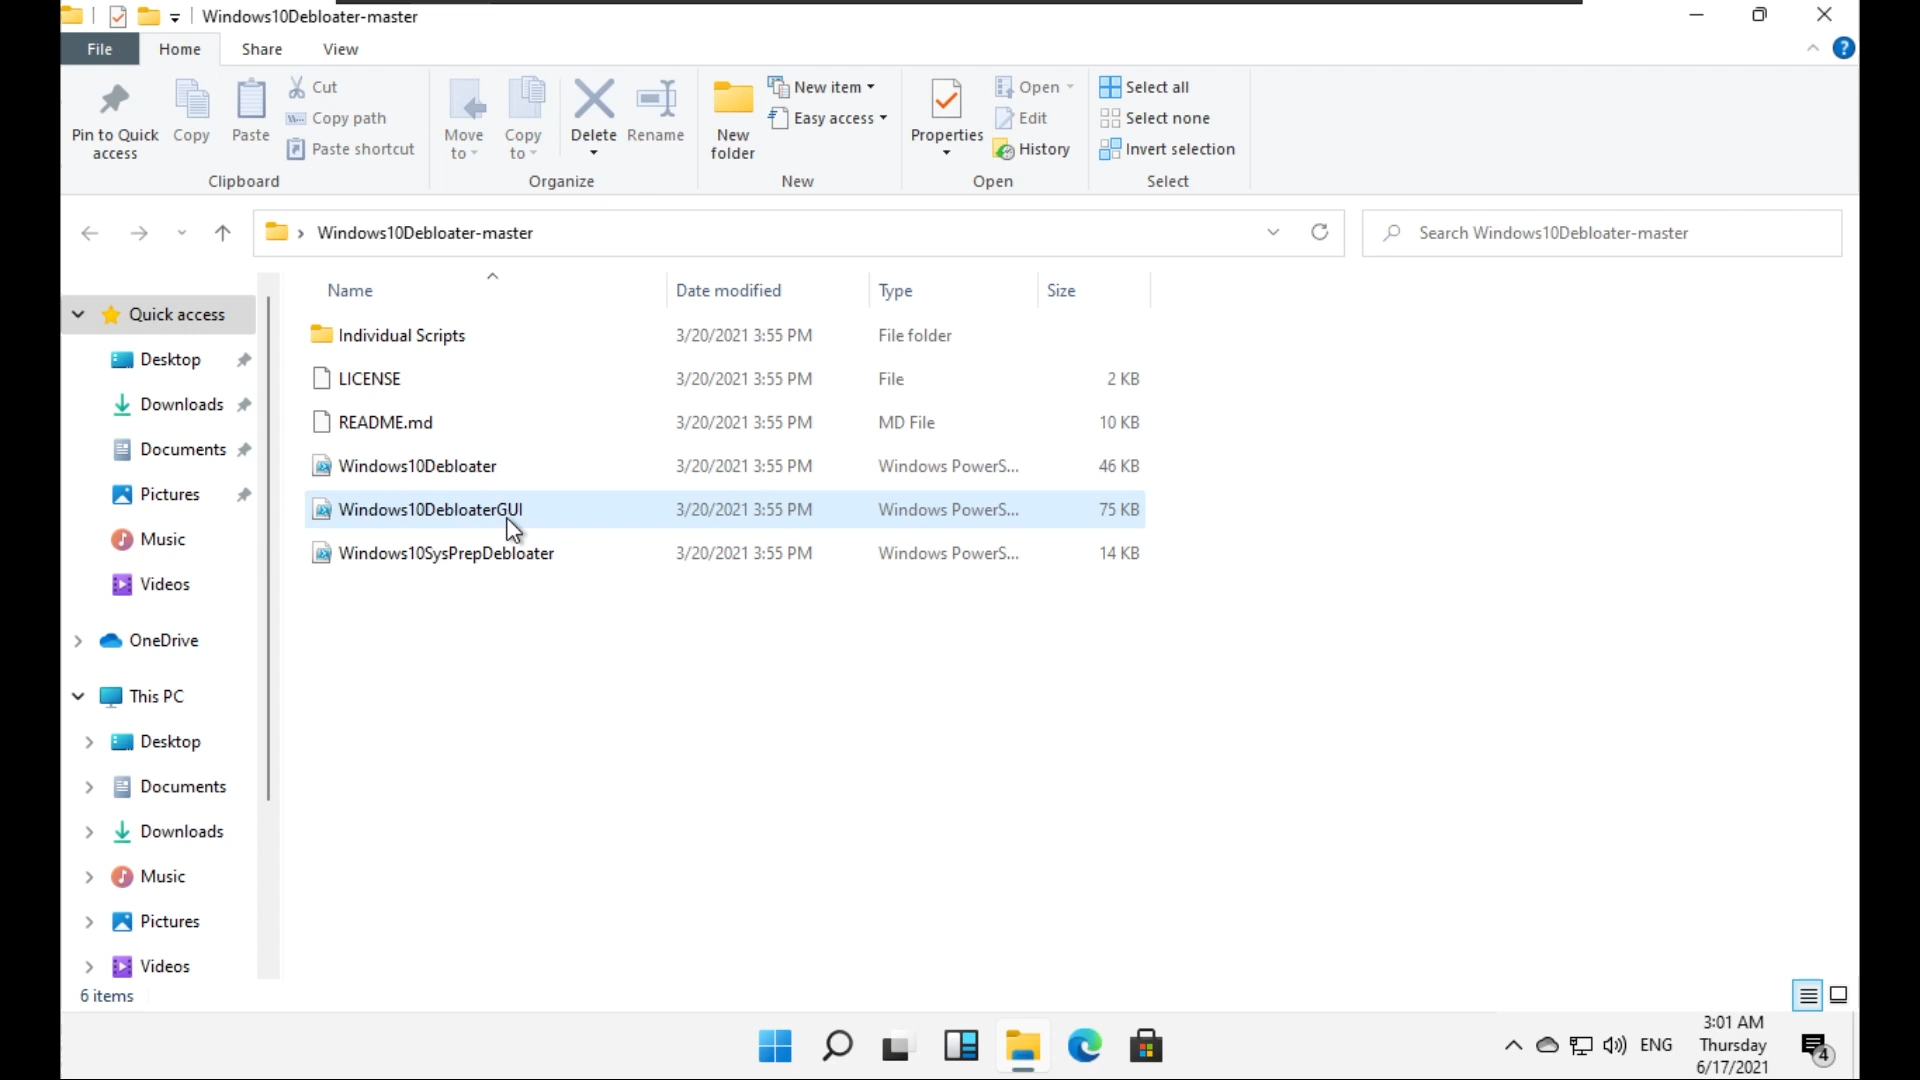 Windows10Debloater-master
File Home Share View
?
Pin to Quick access
Copy
Paste
Cut
Copy path
Paste shortcut
Clipboard
Move to
Copy to
Delete
Rename
Organize
New folder
New item
Easy access
New
Properties
Open
Edit
History
Open
Select all
Select none
Invert selection
Select
Windows10Debloater-master
Search Windows10Debloater-master
Quick access
Desktop
Downloads
Documents
Pictures
Music
Videos
OneDrive
This PC
Desktop
Documents
Downloads
Music
Pictures
Videos
Name Date modified Type Size
Individual Scripts 3/20/2021 3:55 PM File folder
LICENSE 3/20/2021 3:55 PM File 2 KB
README.md 3/20/2021 3:55 PM MD File 10 KB
Windows10Debloater 3/20/2021 3:55 PM Windows PowerS... 46 KB
Windows10DebloaterGUI 3/20/2021 3:55 PM Windows PowerS... 75 KB
Windows10SysPrepDebloater 3/20/2021 3:55 PM Windows PowerS... 14 KB
6 items
ENG
3:01 AM
Thursday
6/17/2021
4